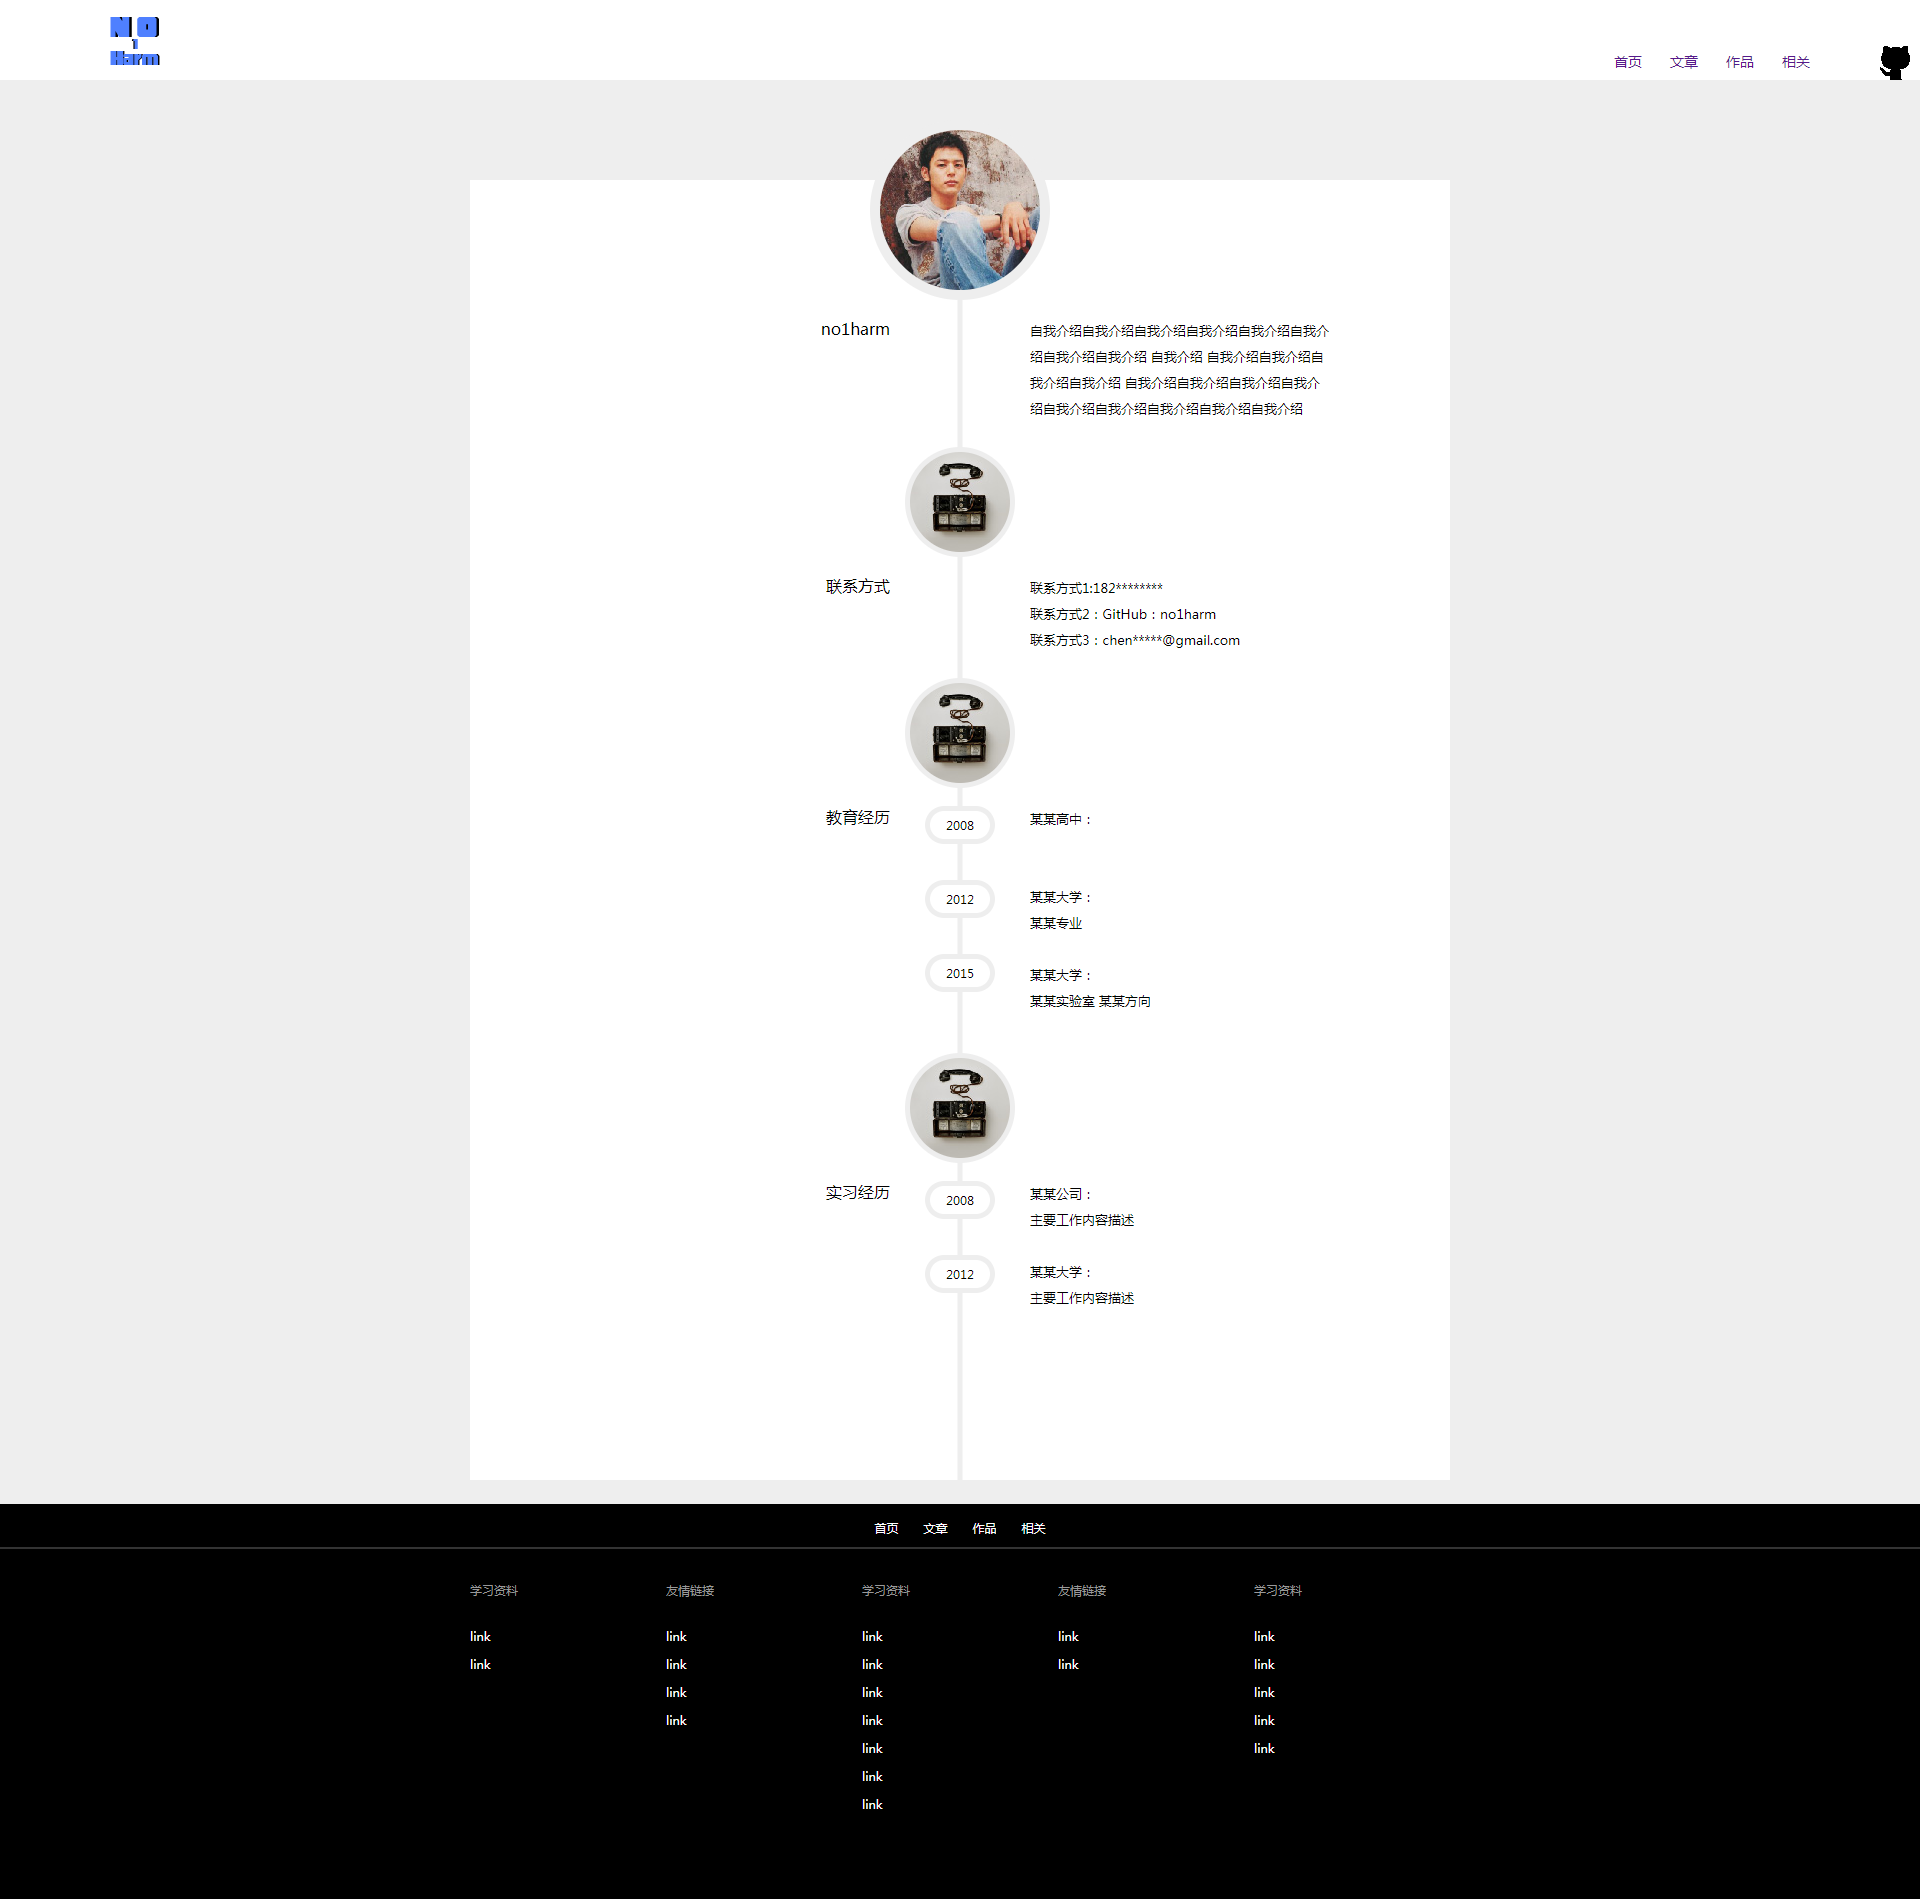 NO
1
Harm
首页 文章 作品 相关
no1harm
自我介绍自我介绍自我介绍自我介绍自我介绍自我介
绍自我介绍自我介绍 自我介绍 自我介绍自我介绍自
我介绍自我介绍 自我介绍自我介绍自我介绍自我介
绍自我介绍自我介绍自我介绍自我介绍自我介绍
联系方式
联系方式1:182********
联系方式2：GitHub：no1harm
联系方式3：chen*****@gmail.com
教育经历
2008
某某高中：
2012
某某大学：
某某专业
2015
某某大学：
某某实验室 某某方向
实习经历
2008
某某公司：
主要工作内容描述
2012
某某大学：
主要工作内容描述
首页 文章 作品 相关
学习资料
link
link
友情链接
link
link
link
link
学习资料
link
link
link
link
link
link
link
友情链接
link
link
学习资料
link
link
link
link
link